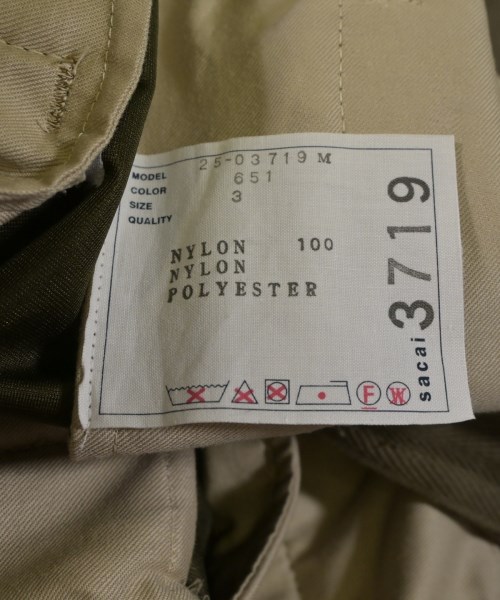 MODEL 25-03719 M
COLOR 651
SIZE 3
QUALITY
NYLON 100
NYLON
POLYESTER
F W
sacai 3719